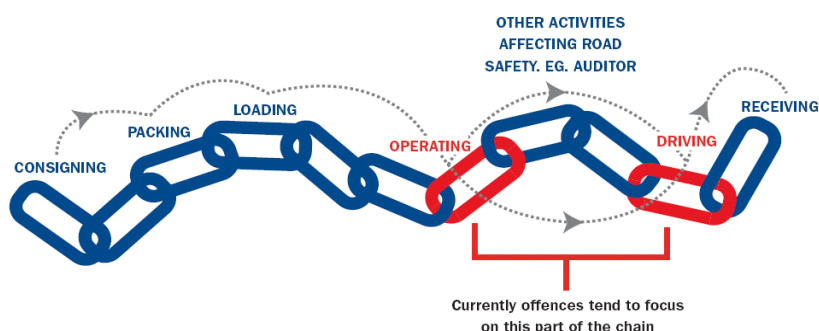 OTHER ACTIVITIES
AFFECTING ROAD
SAFETY. EG. AUDITOR
RECEIVING
LOADING
PACKING
OPERATING
DRIVING
CONSIGNING
Currently offences tend to focus
on this part of the chain